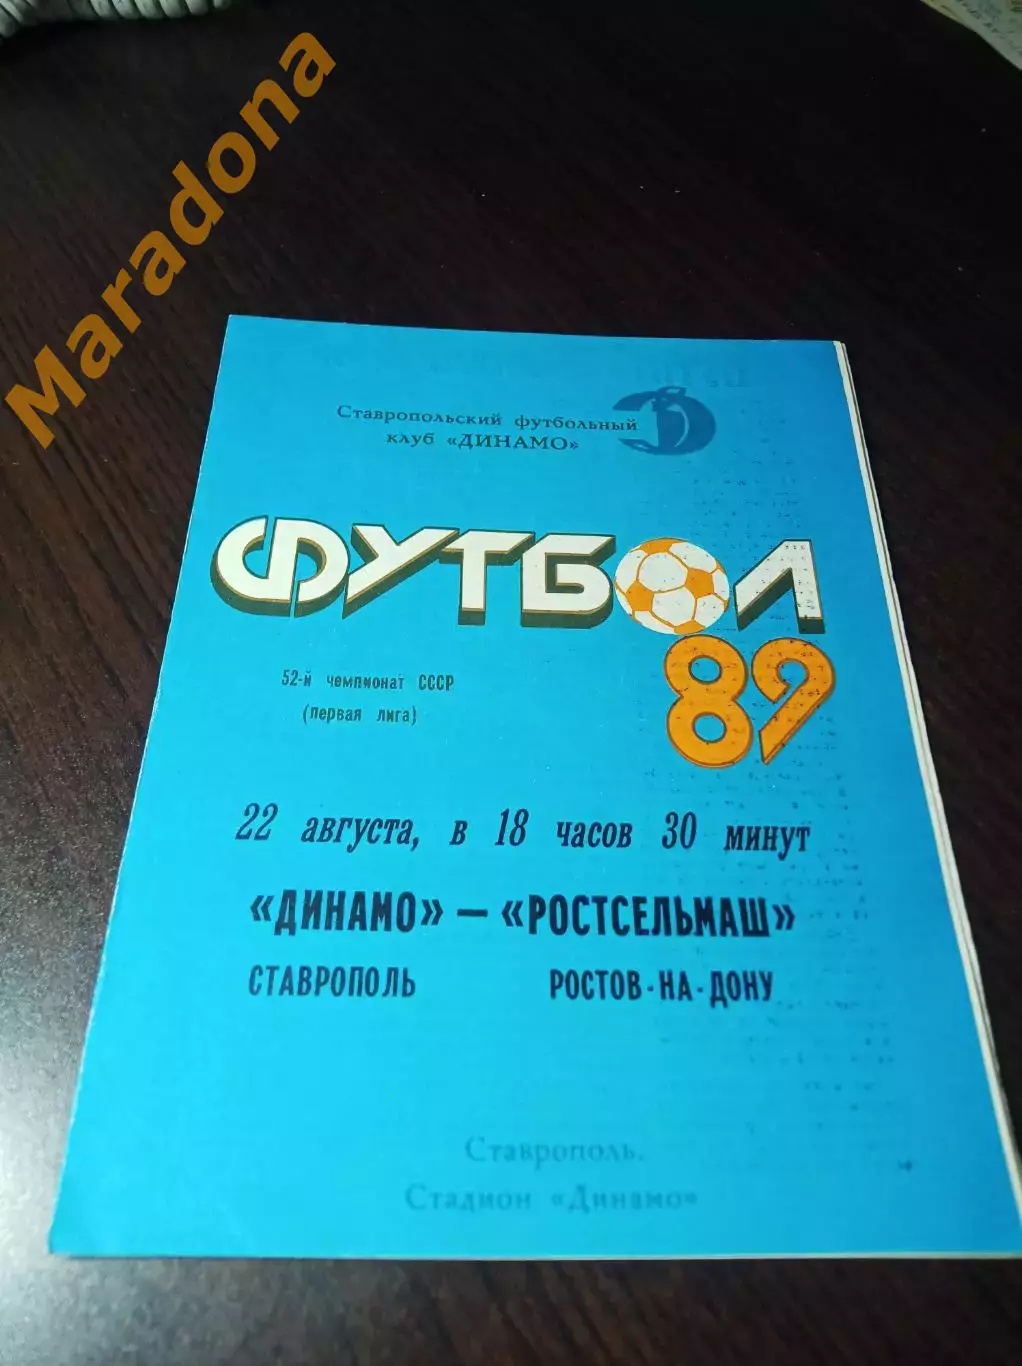 Maradona
Ставропольский футбольный
клуб «ДИНАМО»
ФУТБОЛ
89
52-й чемпионат СССР
(первая лига)
22 августа, в 18 часов 30 минут
«ДИНАМО» — «РОСТСЕЛЬМАШ»
СТАВРОПОЛЬ РОСТОВ-НА-ДОНУ
Ставрополь.
Стадион «Динамо»